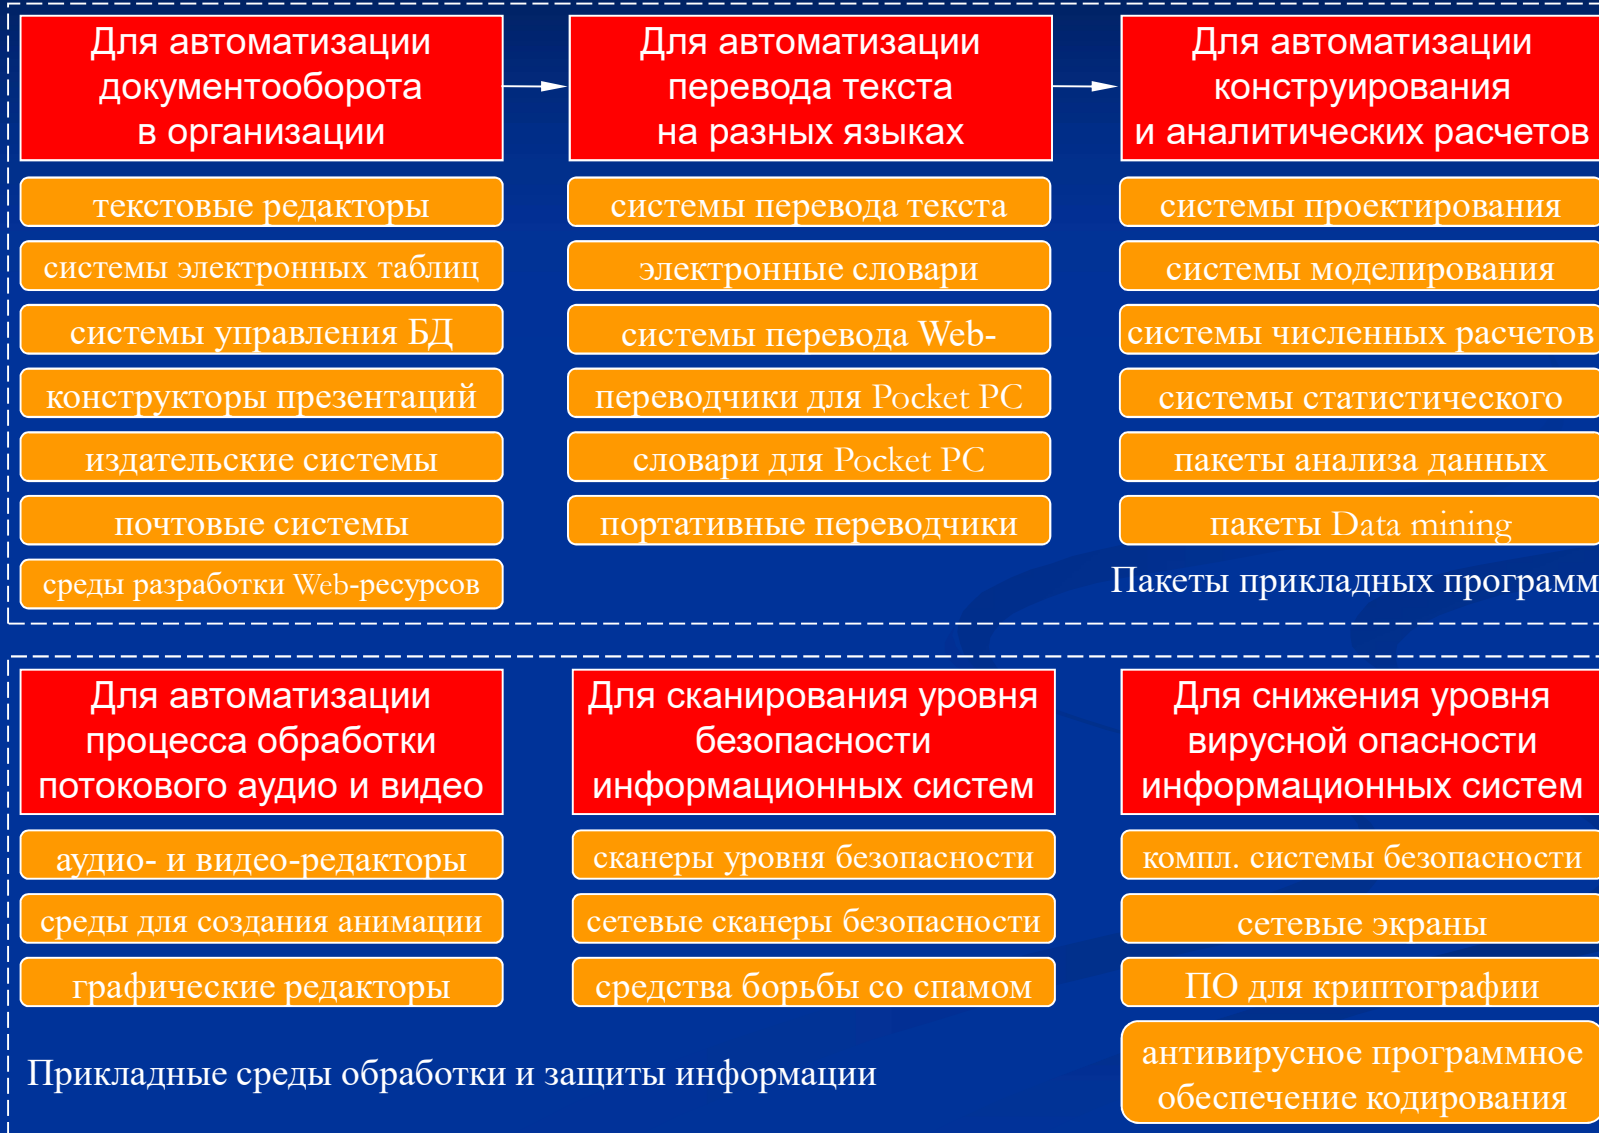 Для автоматизации
документооборота
в организации
текстовые редакторы
системы электронных таблиц
системы управления БД
конструкторы презентаций
издательские системы
почтовые системы
среды разработки Web-ресурсов
Для автоматизации
перевода текста
на разных языках
системы перевода текста
электронные словари
системы перевода Web-
переводчики для Pocket PC
словари для Pocket PC
портативные переводчики
Для автоматизации
конструирования
и аналитических расчетов
системы проектирования
системы моделирования
системы численных расчетов
системы статистического
пакеты анализа данных
пакеты Data mining
Пакеты прикладных программ
Для автоматизации
процесса обработки
потокового аудио и видео
аудио- и видео-редакторы
среды для создания анимации
графические редакторы
Для сканирования уровня
безопасности
информационных систем
сканеры уровня безопасности
сетевые сканеры безопасности
средства борьбы со спамом
Для снижения уровня
вирусной опасности
информационных систем
компл. системы безопасности
сетевые экраны
ПО для криптографии
антивирусное программное
обеспечение кодирования
Прикладные среды обработки и защиты информации